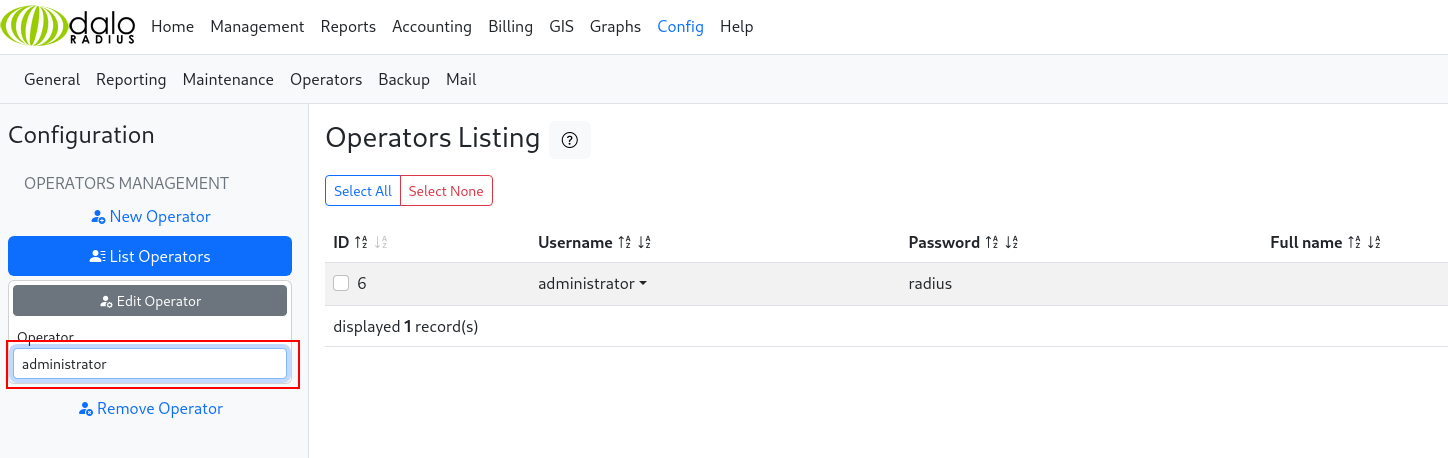 dalo
RADIUS
Home Management Reports Accounting Billing GIS Graphs Config Help
General Reporting Maintenance Operators Backup Mail
Configuration
OPERATORS MANAGEMENT
New Operator
List Operators
Edit Operator
Operator
administrator
Remove Operator
Operators Listing
Select All Select None
ID Username Password Full name
6 administrator radius
displayed 1 record(s)